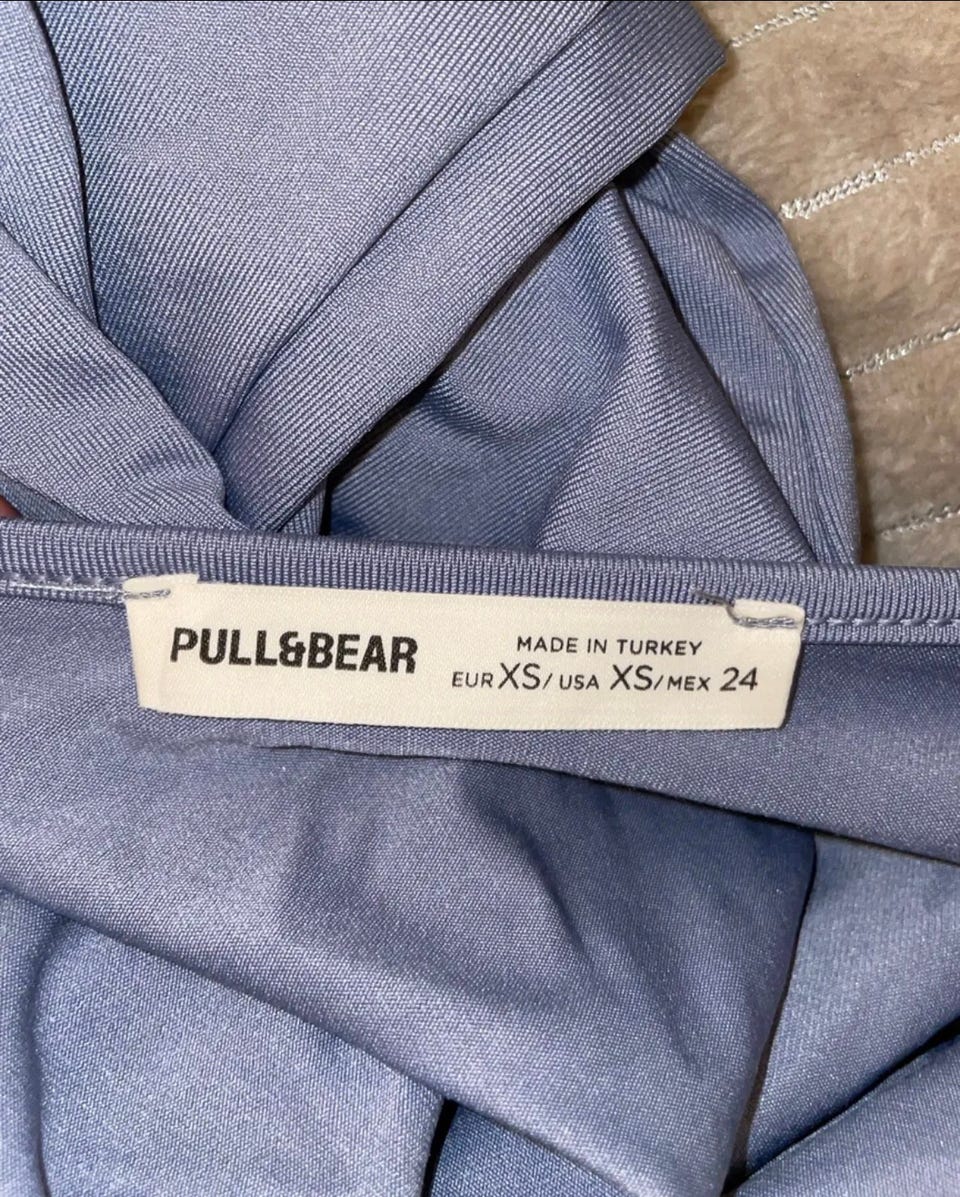 PULL&BEAR
MADE IN TURKEY
EUR XS/ USA XS/ MEX 24